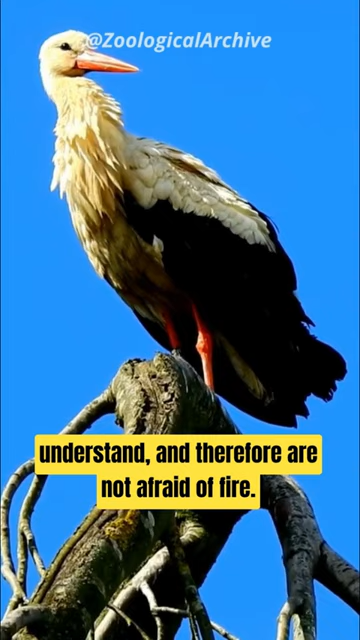 @ZoologicalArchive
understand, and therefore are
not afraid of fire.